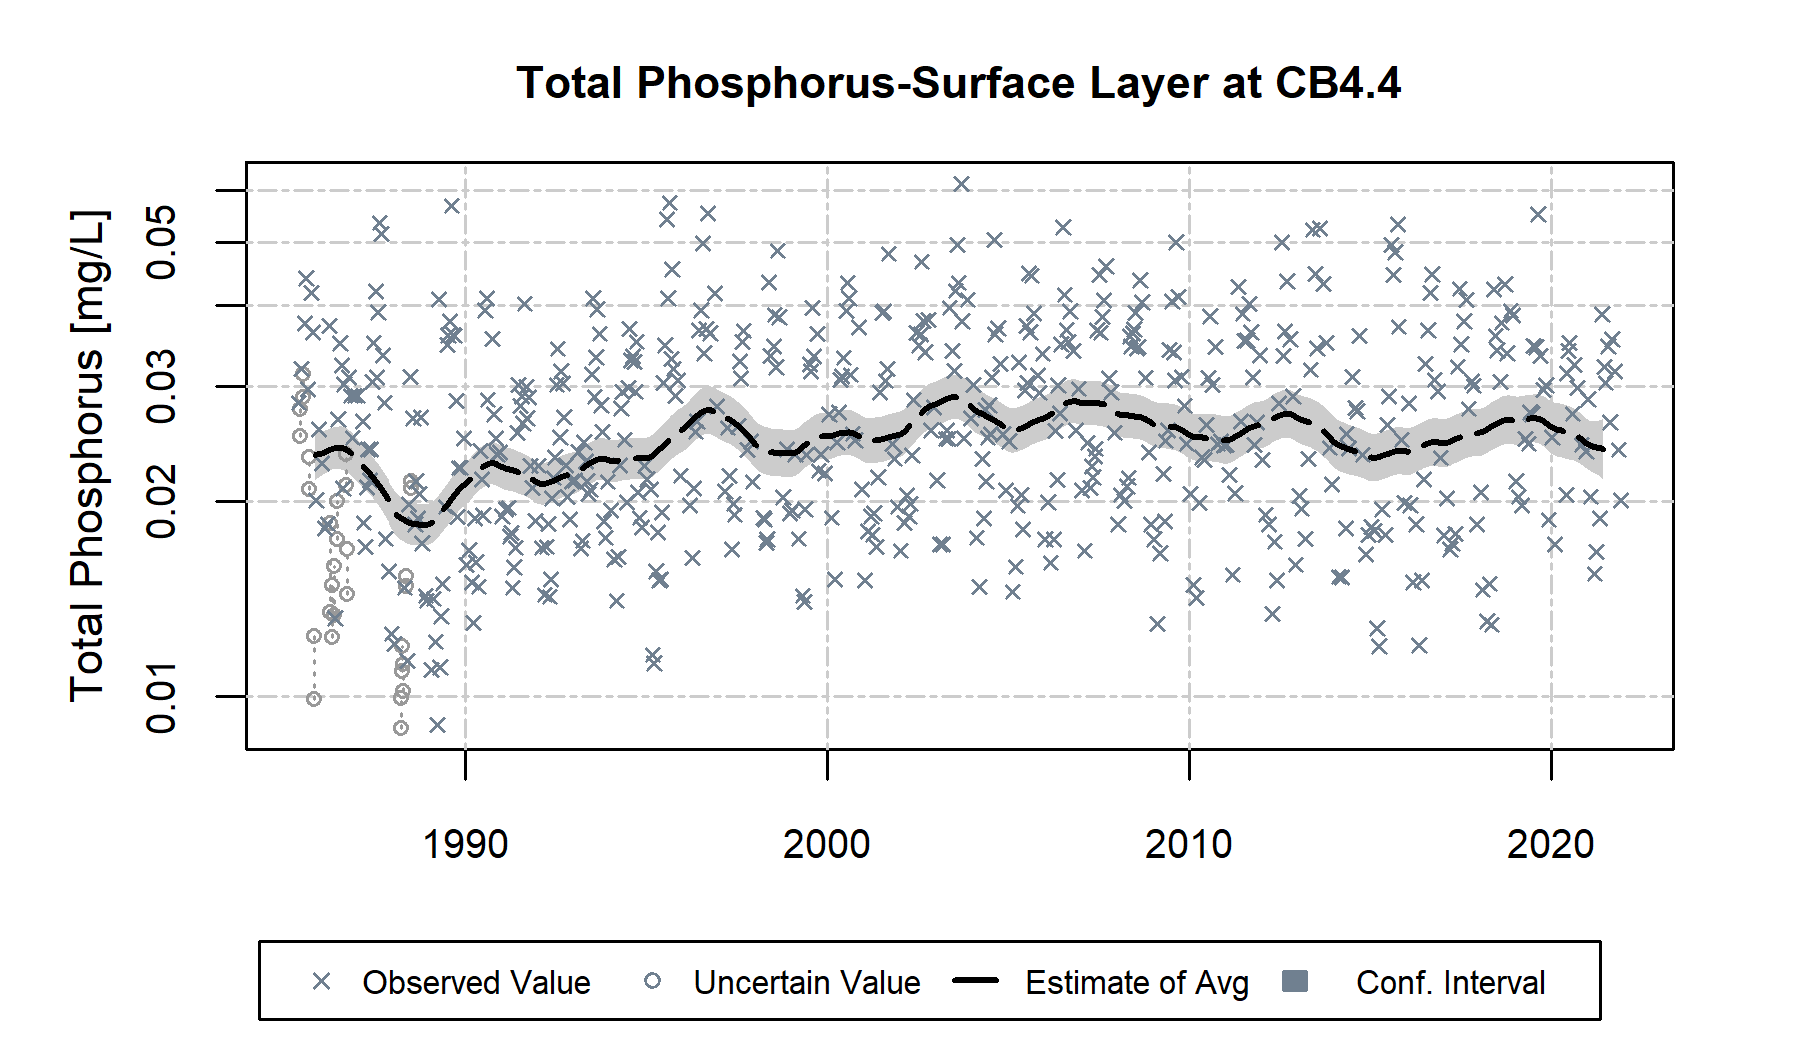 Total Phosphorus-Surface Layer at CB4.4
Total Phosphorus [mg/L]
0.05
0.03
0.02
0.01
1990 2000 2010 2020
Observed Value Uncertain Value Estimate of Avg Conf. Interval